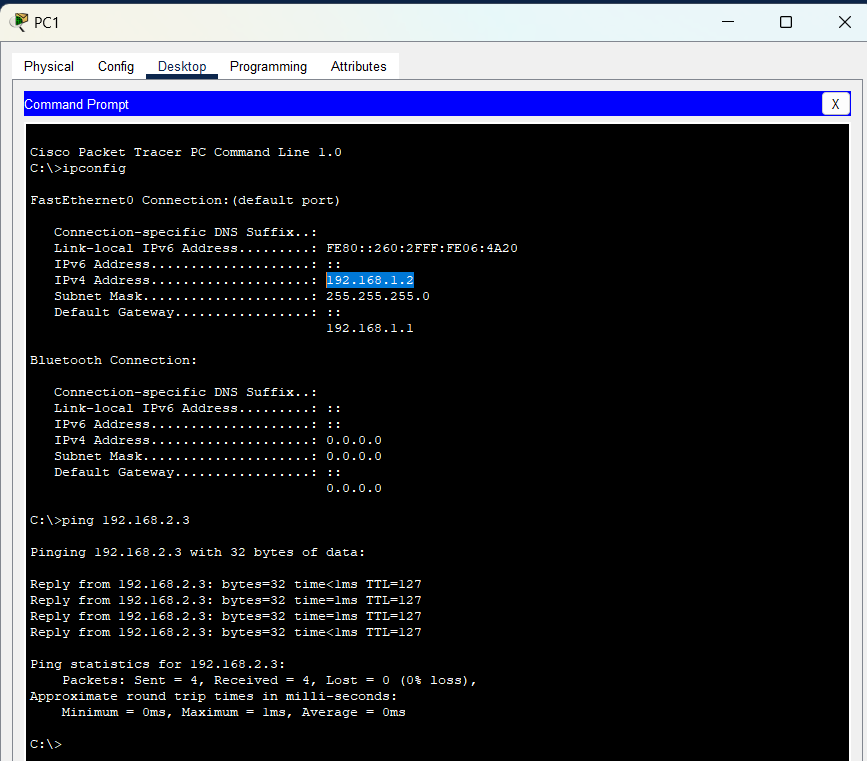 PC1
Physical Config Desktop Programming Attributes
Command Prompt X
Cisco Packet Tracer PC Command Line 1.0
C:\>ipconfig
FastEthernet0 Connection:(default port)
Connection-specific DNS Suffix..:
Link-local IPv6 Address.........: FE80::260:2FFF:FE06:4A20
IPv6 Address....................: ::
IPv4 Address....................: 192.168.1.2
Subnet Mask.....................: 255.255.255.0
Default Gateway.................: ::
192.168.1.1
Bluetooth Connection:
Connection-specific DNS Suffix..:
Link-local IPv6 Address.........: ::
IPv6 Address....................: ::
IPv4 Address....................: 0.0.0.0
Subnet Mask.....................: 0.0.0.0
Default Gateway.................: ::
0.0.0.0
C:\>ping 192.168.2.3
Pinging 192.168.2.3 with 32 bytes of data:
Reply from 192.168.2.3: bytes=32 time<1ms TTL=127
Reply from 192.168.2.3: bytes=32 time=1ms TTL=127
Reply from 192.168.2.3: bytes=32 time=1ms TTL=127
Reply from 192.168.2.3: bytes=32 time<1ms TTL=127
Ping statistics for 192.168.2.3:
Packets: Sent = 4, Received = 4, Lost = 0 (0% loss),
Approximate round trip times in milli-seconds:
Minimum = 0ms, Maximum = 1ms, Average = 0ms
C:\>